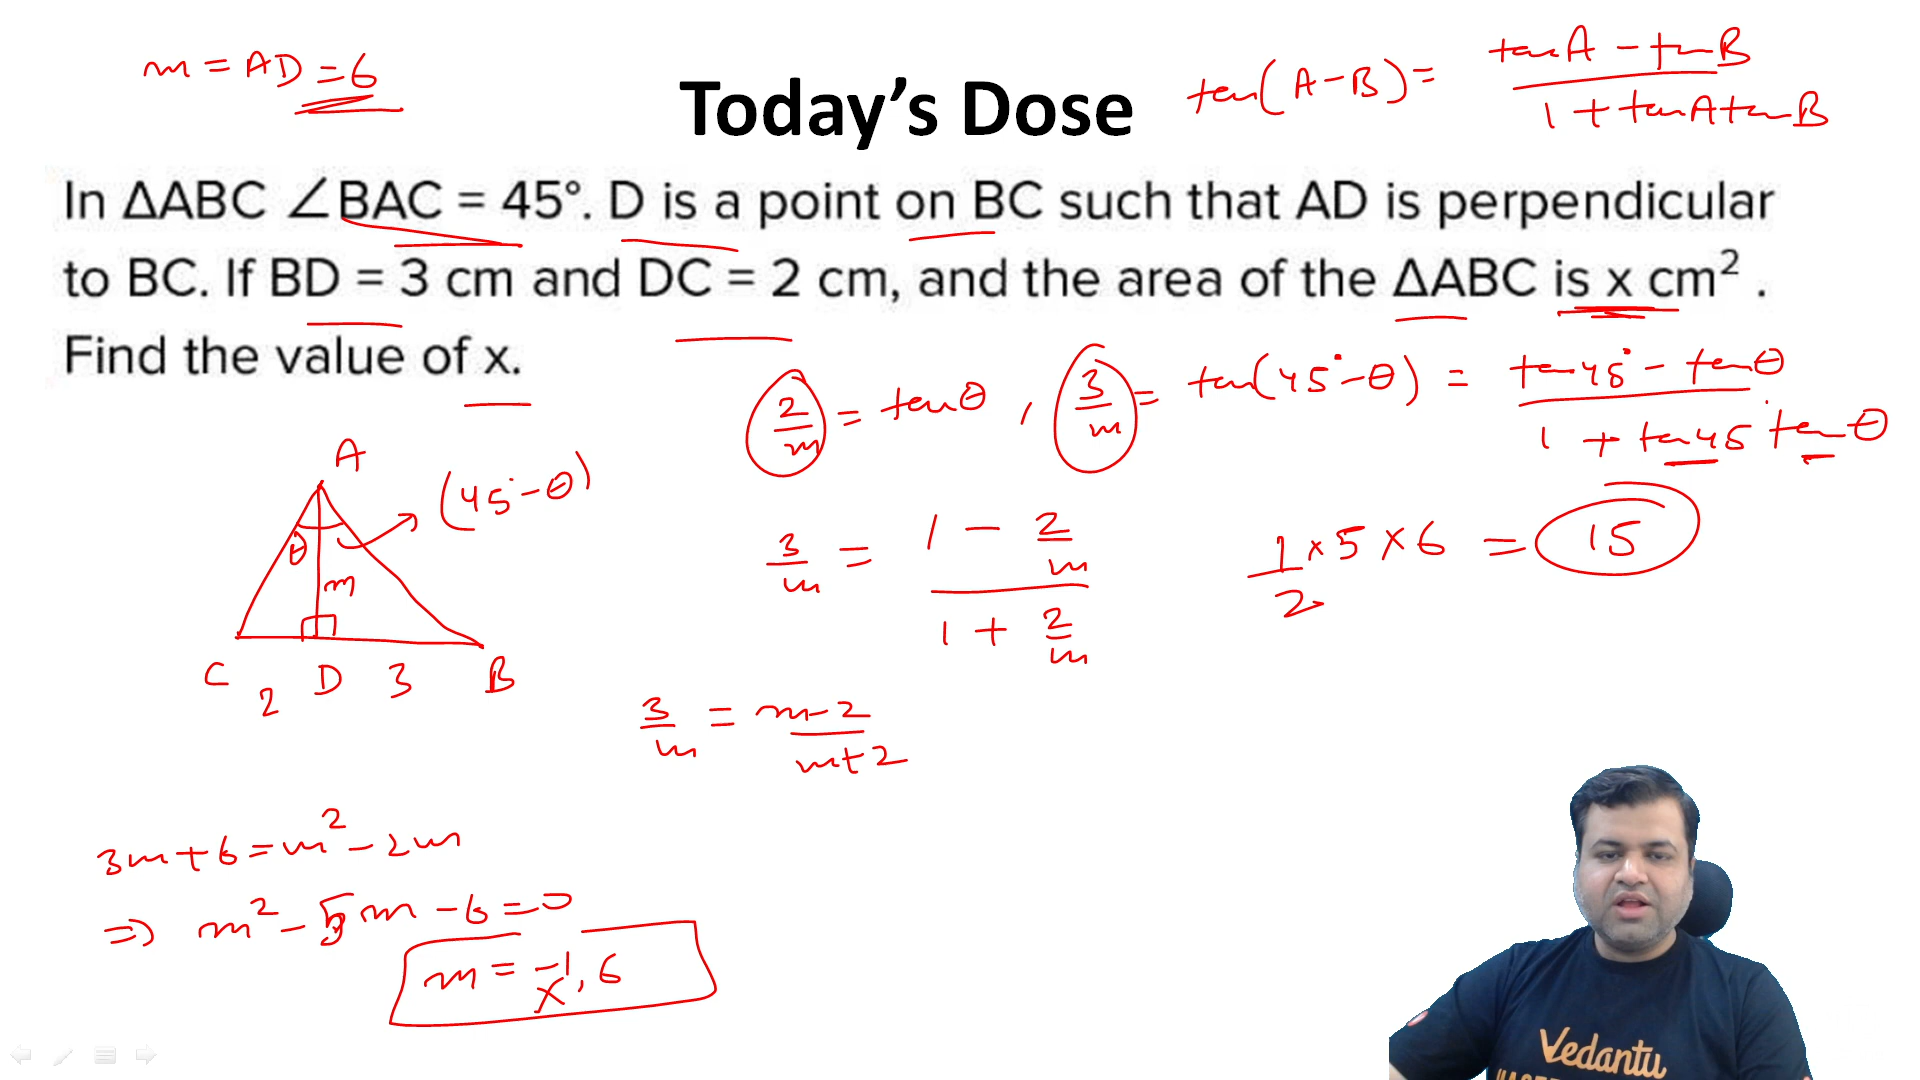 m = AD = 6
Today's Dose
tan(A-B) = tanA - tanB / 1 + tanA tanB
In ΔABC ∠BAC = 45°. D is a point on BC such that AD is perpendicular
to BC. If BD = 3 cm and DC = 2 cm, and the area of the ΔABC is x cm².
Find the value of x.
2/m = tanθ , 3/m = tan(45°-θ) = tan45° - tanθ / 1 + tan45° tanθ
A
(45°-θ)
θ
m
C 2 D 3 B
3/m = 1 - 2/m / 1 + 2/m
1/2 × 5 × 6 = 15
3/m = m-2 / m+2
3m+6 = m² - 2m
⇒ m² - 5m - 6 = 0
m = -1, 6
x
Vedantu